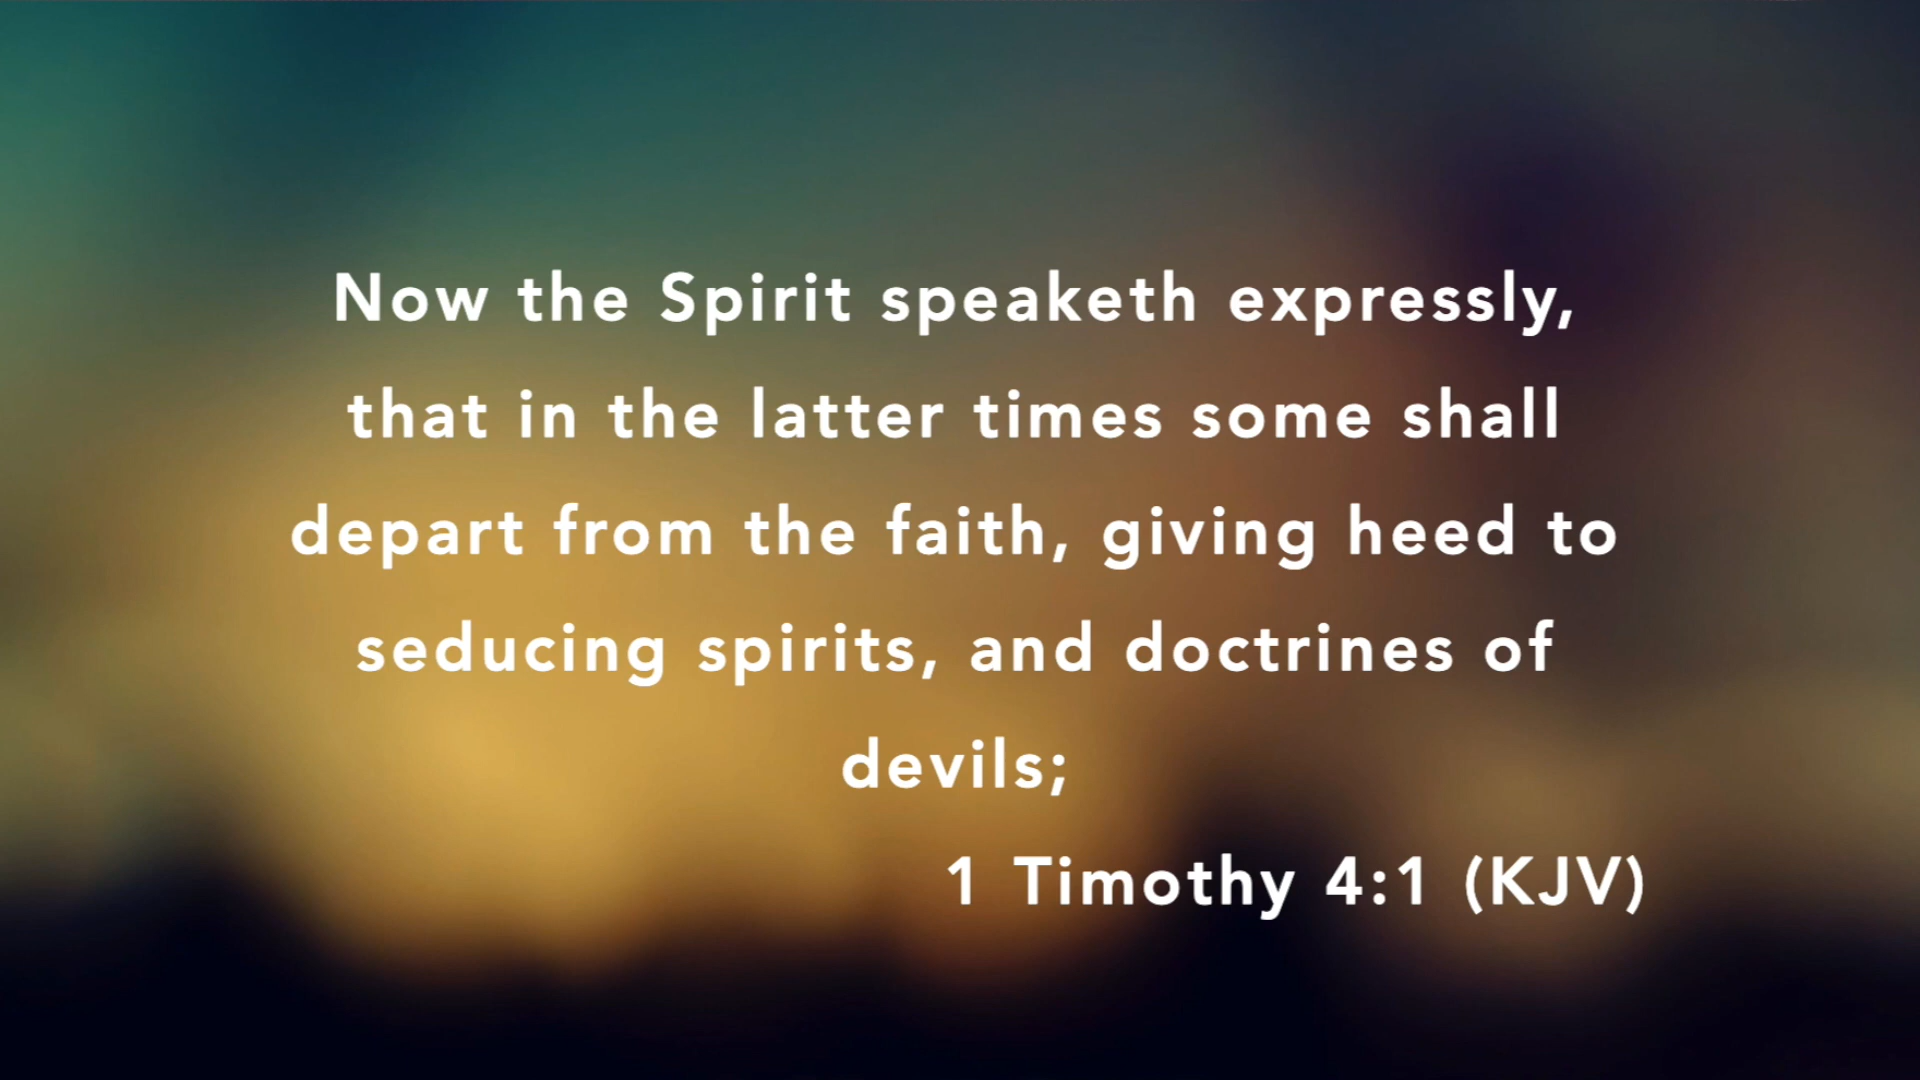 Now the Spirit speaketh expressly,
that in the latter times some shall
depart from the faith, giving heed to
seducing spirits, and doctrines of
devils;
1 Timothy 4:1 (KJV)